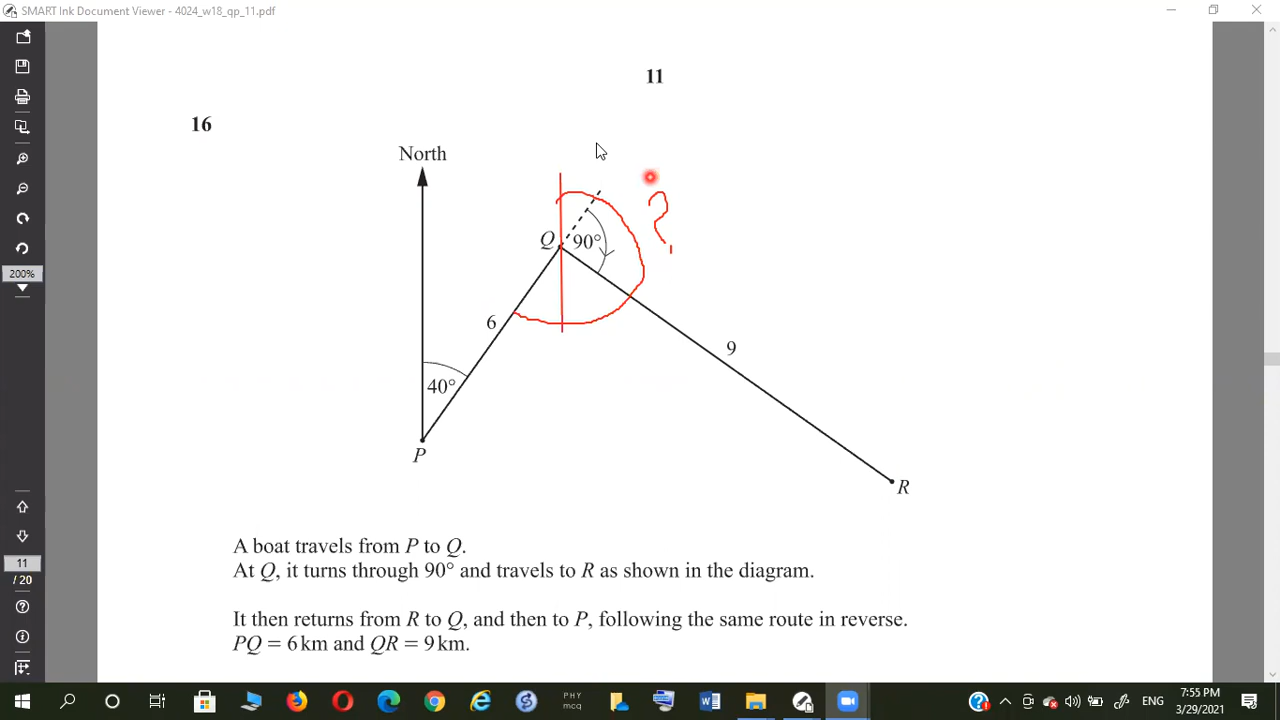 SMART Ink Document Viewer - 4024_w18_qp_11.pdf
11
16
North
?
Q
90°
200%
6
9
40°
P
R
A boat travels from P to Q.
At Q, it turns through 90° and travels to R as shown in the diagram.
11
/ 20
It then returns from R to Q, and then to P, following the same route in reverse.
PQ = 6 km and QR = 9 km.
PHY
mcq
ENG
7:55 PM
3/29/2021